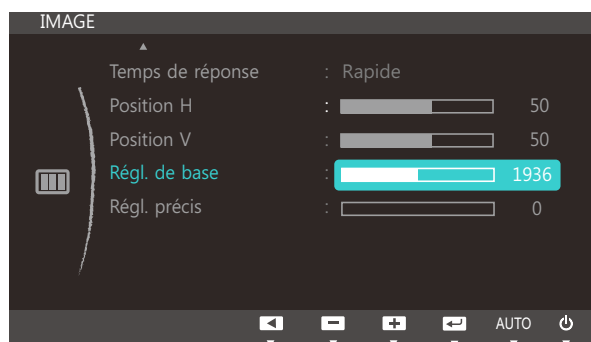 IMAGE
Temps de réponse : Rapide
Position H : 50
Position V : 50
Régl. de base : 1936
Régl. précis : 0
AUTO